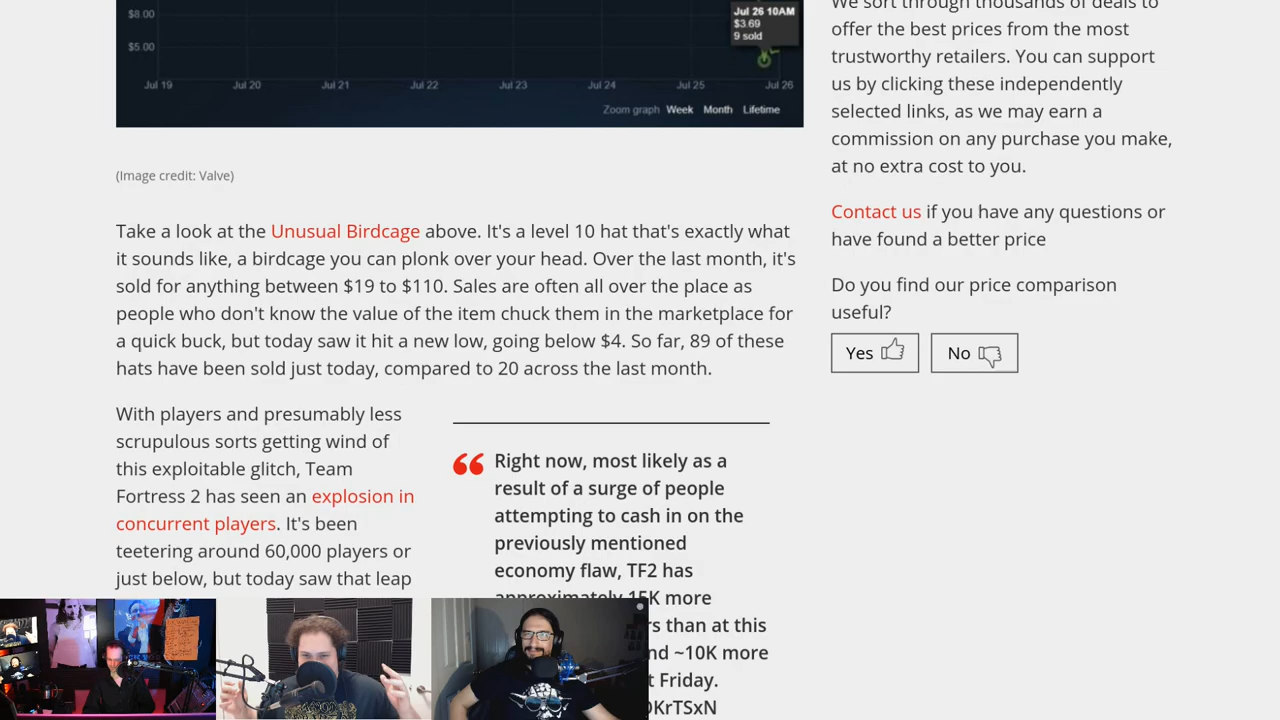 $8.00
$5.00
Jul 26 10AM
$3.69
9 sold
Jul 19
Jul 20
Jul 21
Jul 22
Jul 23
Jul 24
Jul 25
Jul 26
Zoom graph Week Month Lifetime
(Image credit: Valve)
Take a look at the Unusual Birdcage above. It's a level 10 hat that's exactly what
it sounds like, a birdcage you can plonk over your head. Over the last month, it's
sold for anything between $19 to $110. Sales are often all over the place as
people who don't know the value of the item chuck them in the marketplace for
a quick buck, but today saw it hit a new low, going below $4. So far, 89 of these
hats have been sold just today, compared to 20 across the last month.
With players and presumably less
scrupulous sorts getting wind of
this exploitable glitch, Team
Fortress 2 has seen an explosion in
concurrent players. It's been
teetering around 60,000 players or
just below, but today saw that leap
Right now, most likely as a
result of a surge of people
attempting to cash in on the
previously mentioned
economy flaw, TF2 has
approximately 15K more
rs than at this
nd ~10K more
t Friday.
KrTSxN
We sort through thousands of deals to
offer the best prices from the most
trustworthy retailers. You can support
us by clicking these independently
selected links, as we may earn a
commission on any purchase you make,
at no extra cost to you.
Contact us if you have any questions or
have found a better price
Do you find our price comparison
useful?
Yes
No